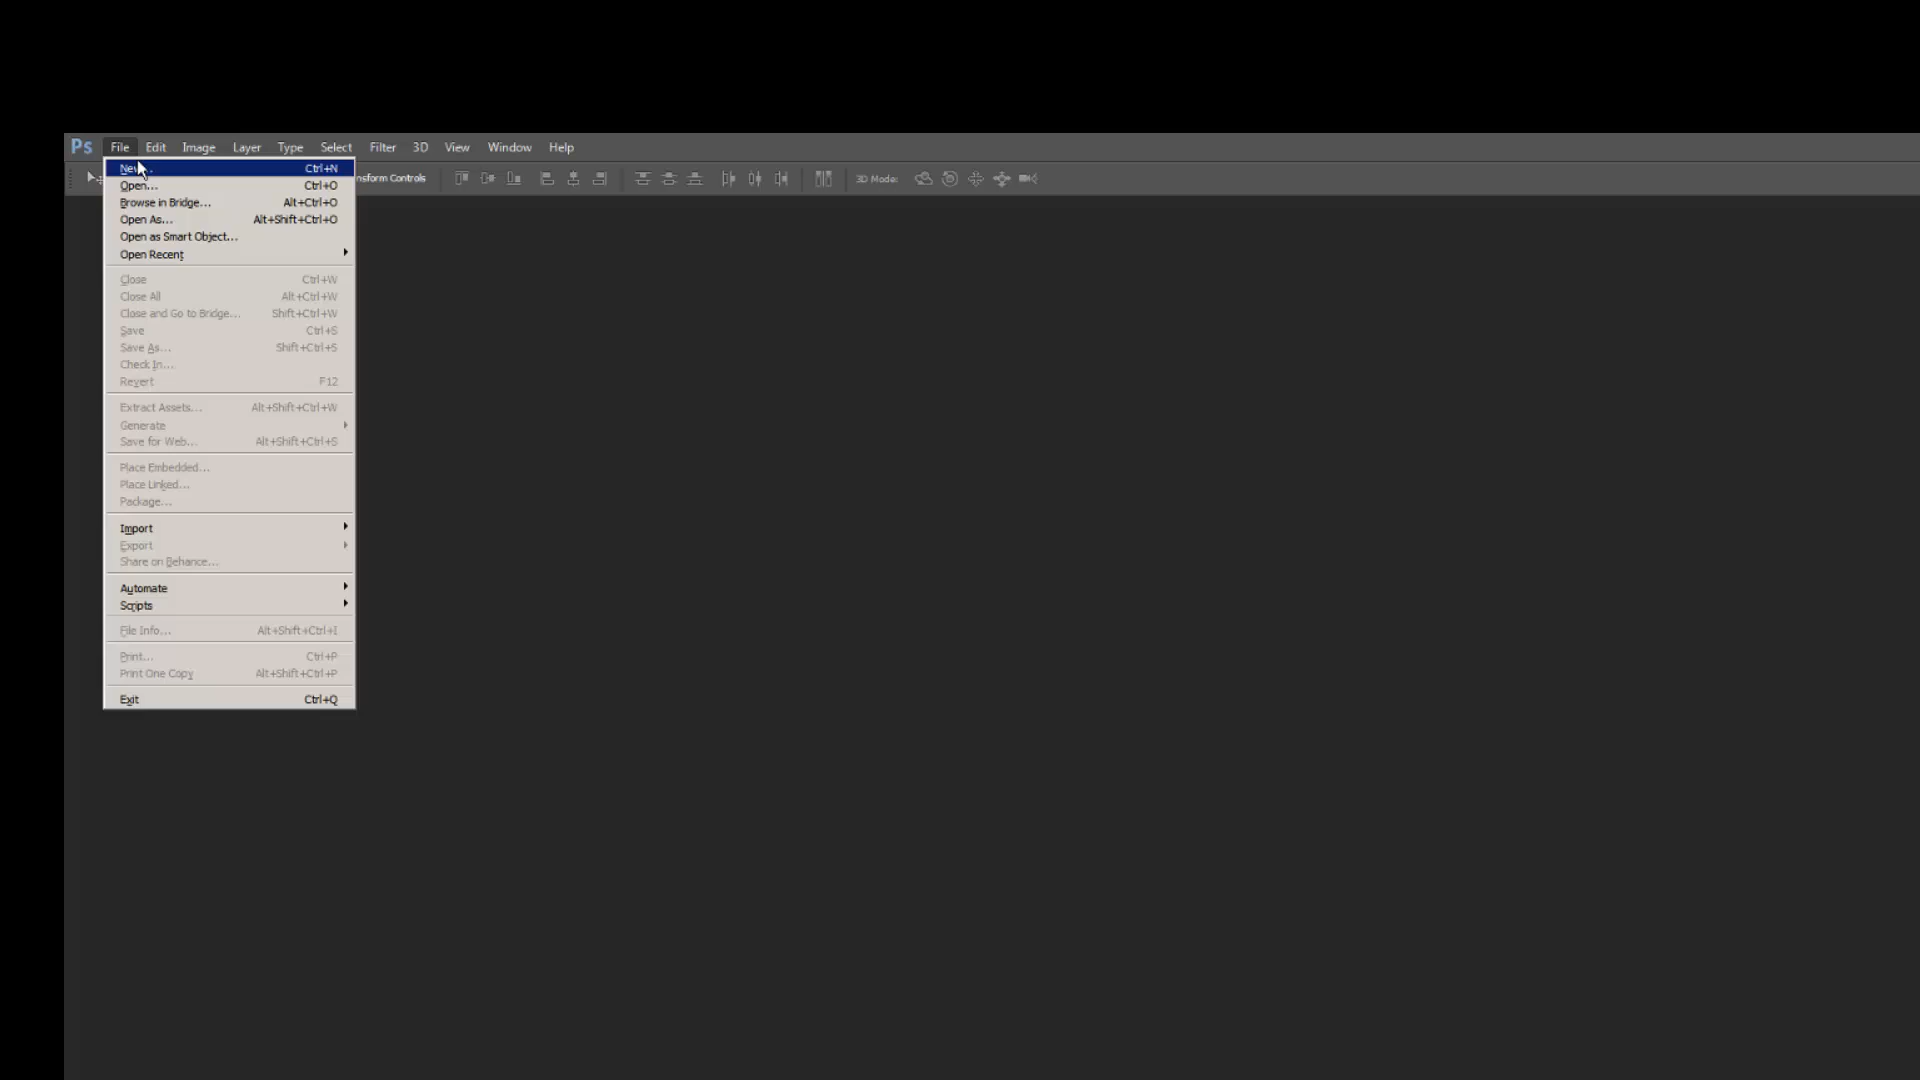 Ps File Edit Image Layer Type Select Filter 3D View Window Help
nsform Controls 3D Mode:
New... Ctrl+N
Open... Ctrl+O
Browse in Bridge... Alt+Ctrl+O
Open As... Alt+Shift+Ctrl+O
Open as Smart Object...
Open Recent
Close Ctrl+W
Close All Alt+Ctrl+W
Close and Go to Bridge... Shift+Ctrl+W
Save Ctrl+S
Save As... Shift+Ctrl+S
Check In...
Revert F12
Extract Assets... Alt+Shift+Ctrl+W
Generate
Save for Web... Alt+Shift+Ctrl+S
Place Embedded...
Place Linked...
Package...
Import
Export
Share on Behance...
Automate
Scripts
File Info... Alt+Shift+Ctrl+I
Print... Ctrl+P
Print One Copy Alt+Shift+Ctrl+P
Exit Ctrl+Q